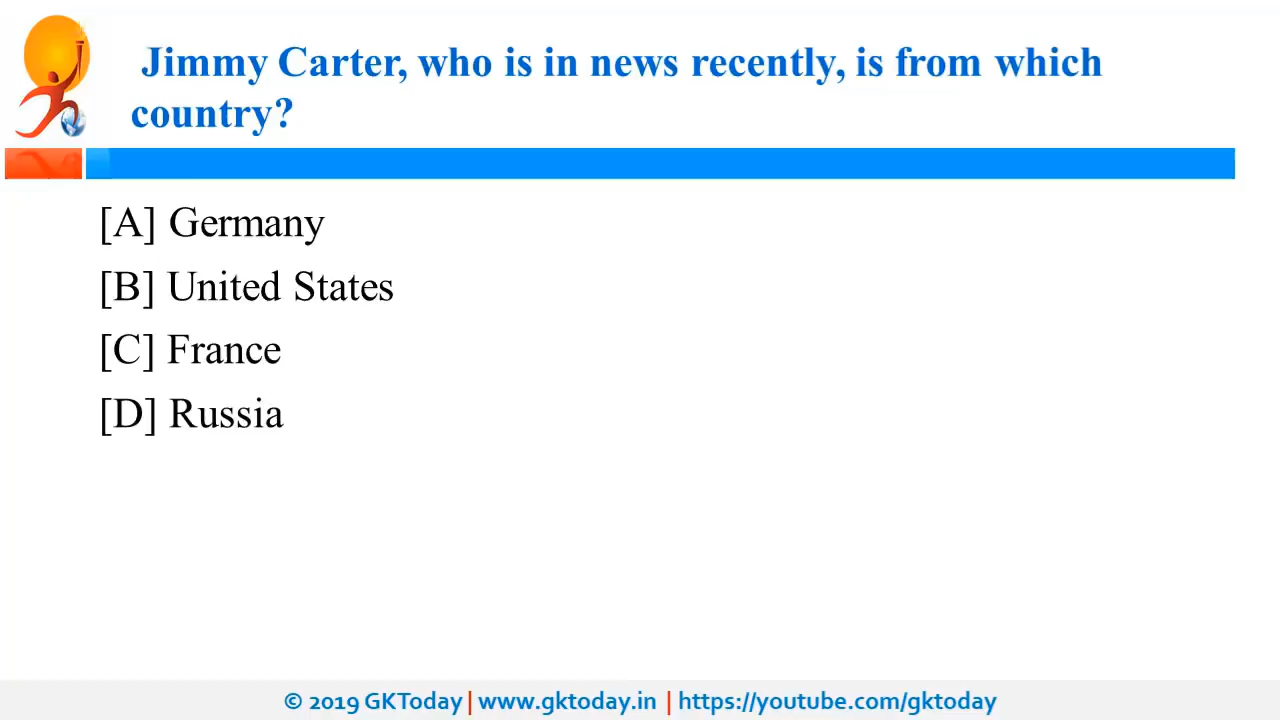 Jimmy Carter, who is in news recently, is from which
country?
[A] Germany
[B] United States
[C] France
[D] Russia
© 2019 GKToday | www.gktoday.in | https://youtube.com/gktoday